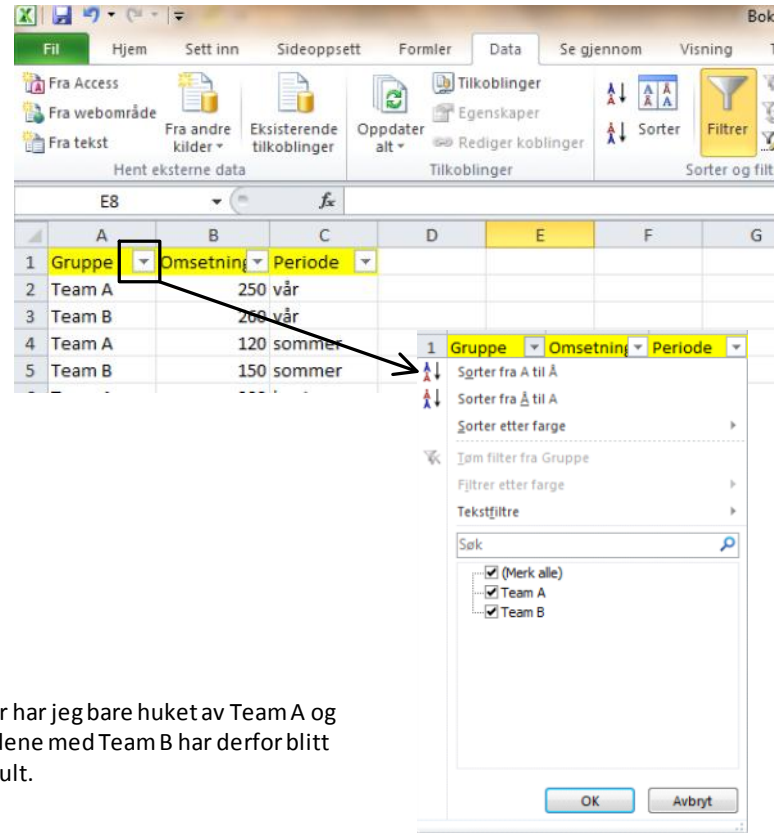 Bok
Fil Hjem Sett inn Sideoppsett Formler Data Se gjennom Visning
Fra Access
Fra webområde
Fra tekst
Fra andre kilder
Eksisterende tilkoblinger
Hent eksterne data
Oppdater alt
Tilkoblinger
Egenskaper
Rediger koblinger
Tilkoblinger
Sorter
Filtrer
Sorter og filt
E8 fx
A B C D E F G
1 Gruppe Omsetning Periode
2 Team A 250 vår
3 Team B 260 vår
4 Team A 120 sommer
5 Team B 150 sommer
1 Gruppe Omsetning Periode
Sorter fra A til Å
Sorter fra Å til A
Sorter etter farge
Tøm filter fra Gruppe
Filtrer etter farge
Tekstfiltre
Søk
(Merk alle)
Team A
Team B
OK Avbryt
r har jeg bare huket av Team A og
lene med Team B har derfor blitt
ult.